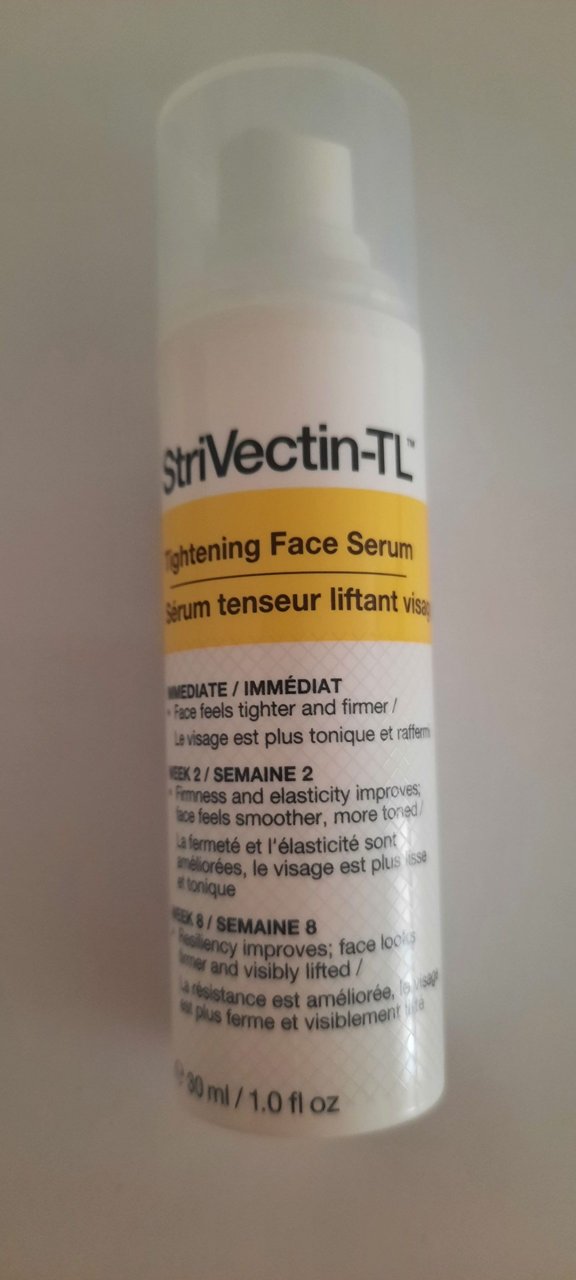 StriVectin-TL™
Tightening Face Serum
Sérum tenseur liftant visag
IMMEDIATE / IMMÉDIAT
• Face feels tighter and firmer /
Le visage est plus tonique et raffermi
WEEK 2 / SEMAINE 2
• Firmness and elasticity improves;
face feels smoother, more toned /
La fermeté et l'élasticité sont
améliorées, le visage est plus lisse
et tonique
WEEK 8 / SEMAINE 8
• Resiliency improves; face looks
firmer and visibly lifted /
La résistance est améliorée, le visage
est plus ferme et visiblement lifté
30 ml / 1.0 fl oz